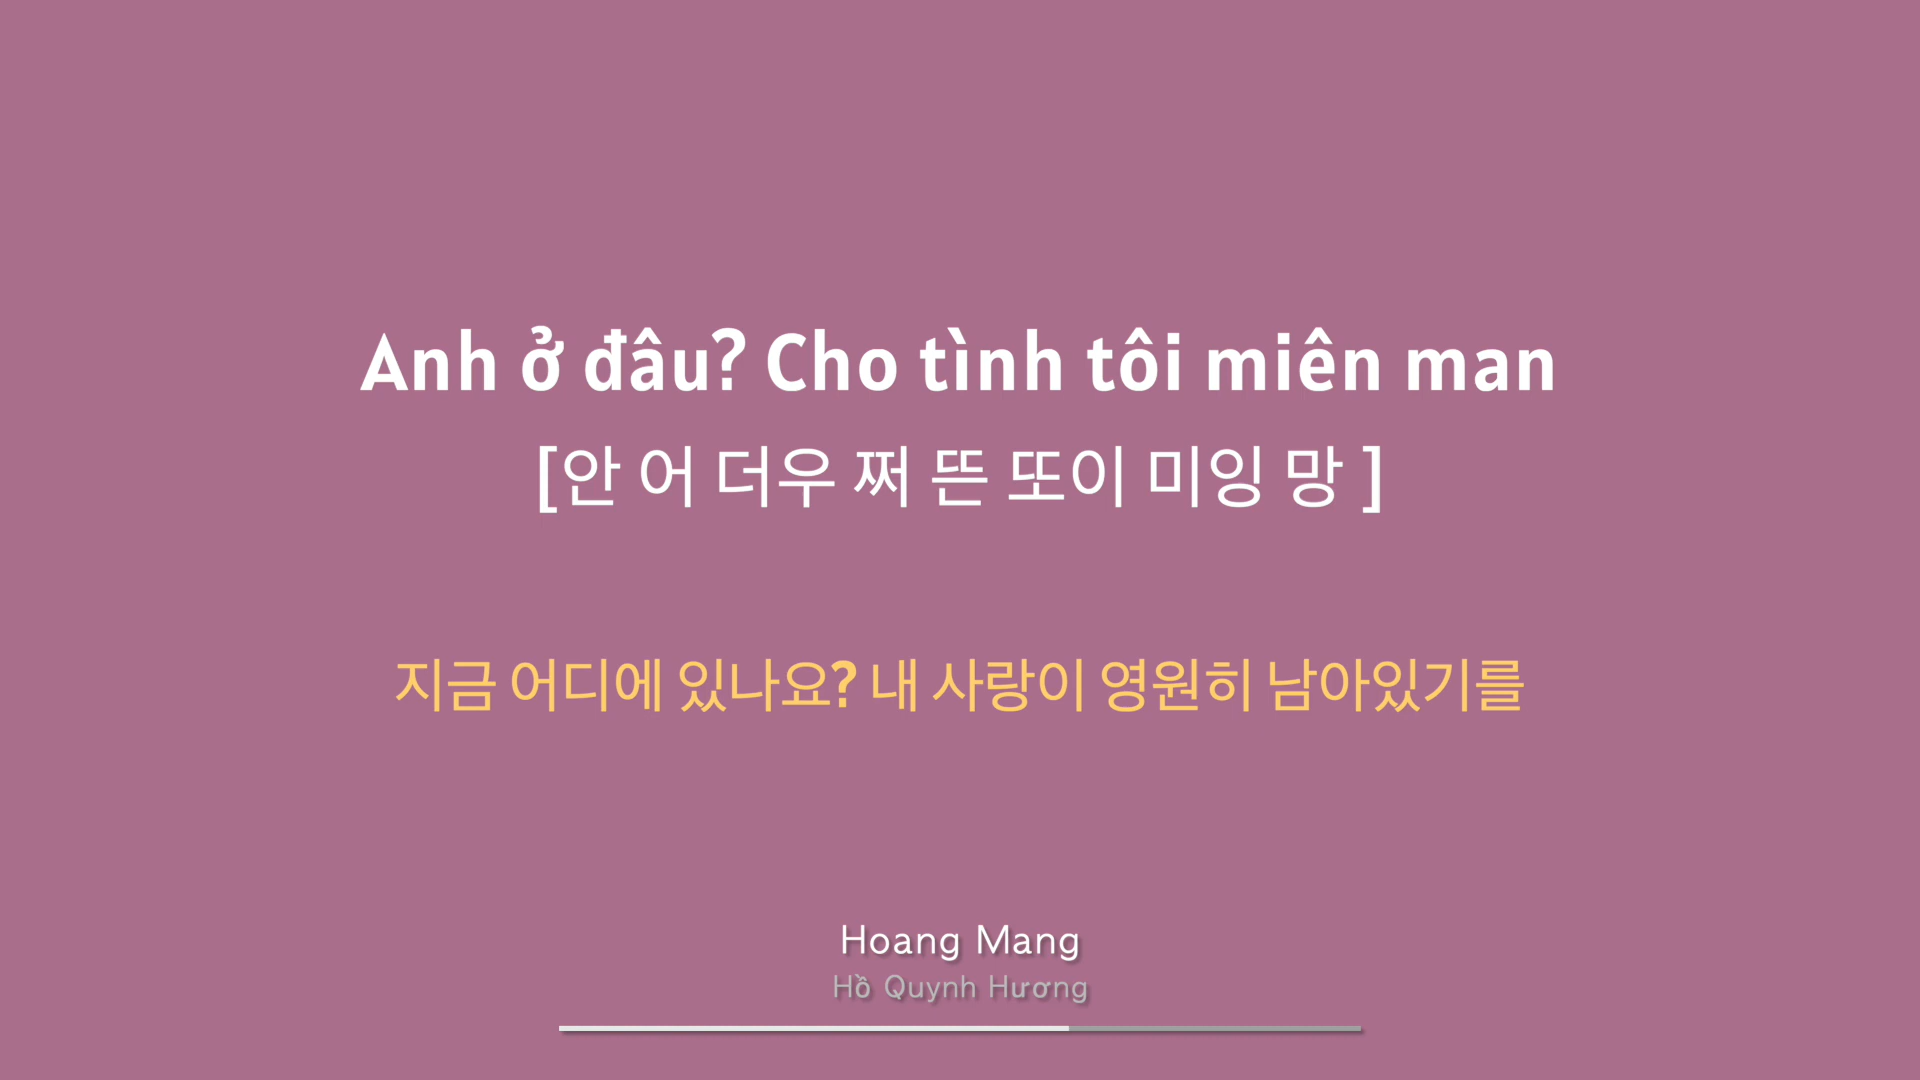 Anh ở đâu? Cho tình tôi miên man
[안 어 더우 쩌 뜬 또이 미잉 망 ]
지금 어디에 있나요? 내 사랑이 영원히 남아있기를
Hoang Mang
Hồ Quynh Hương